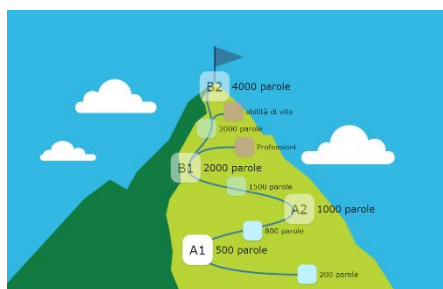 B2 4000 parole
abilità di vita
3000 parole
Professioni
B1 2000 parole
1500 parole
A2 1000 parole
800 parole
A1 500 parole
200 parole